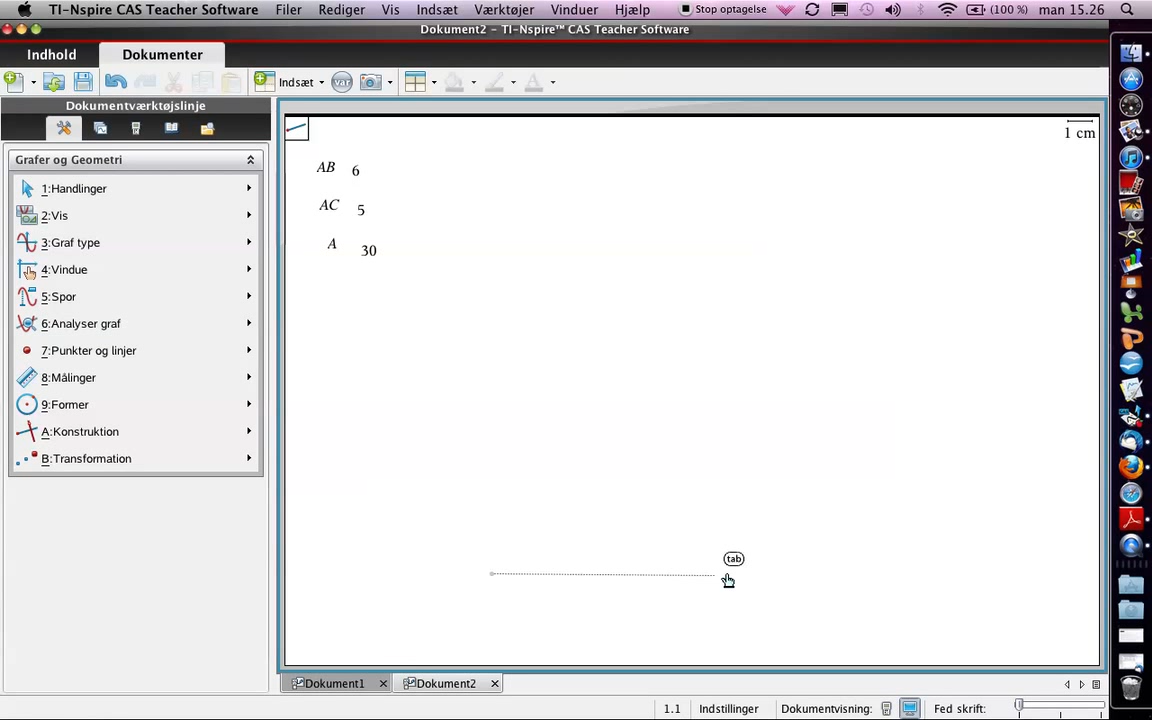 TI-Nspire CAS Teacher Software Filer Rediger Vis Indsæt Værktøjer Vinduer Hjælp Stop optagelse (100 %) man 15.26
Dokument2 – TI-Nspire™ CAS Teacher Software
Indhold Dokumenter
Indsæt var
Dokumentværktøjslinje
Grafer og Geometri
1:Handlinger
2:Vis
3:Graf type
4:Vindue
5:Spor
6:Analyser graf
7:Punkter og linjer
8:Målinger
9:Former
A:Konstruktion
B:Transformation
1 cm
AB 6
AC 5
A 30
tab
Dokument1 Dokument2
1.1 Indstillinger Dokumentvisning: Fed skrift: